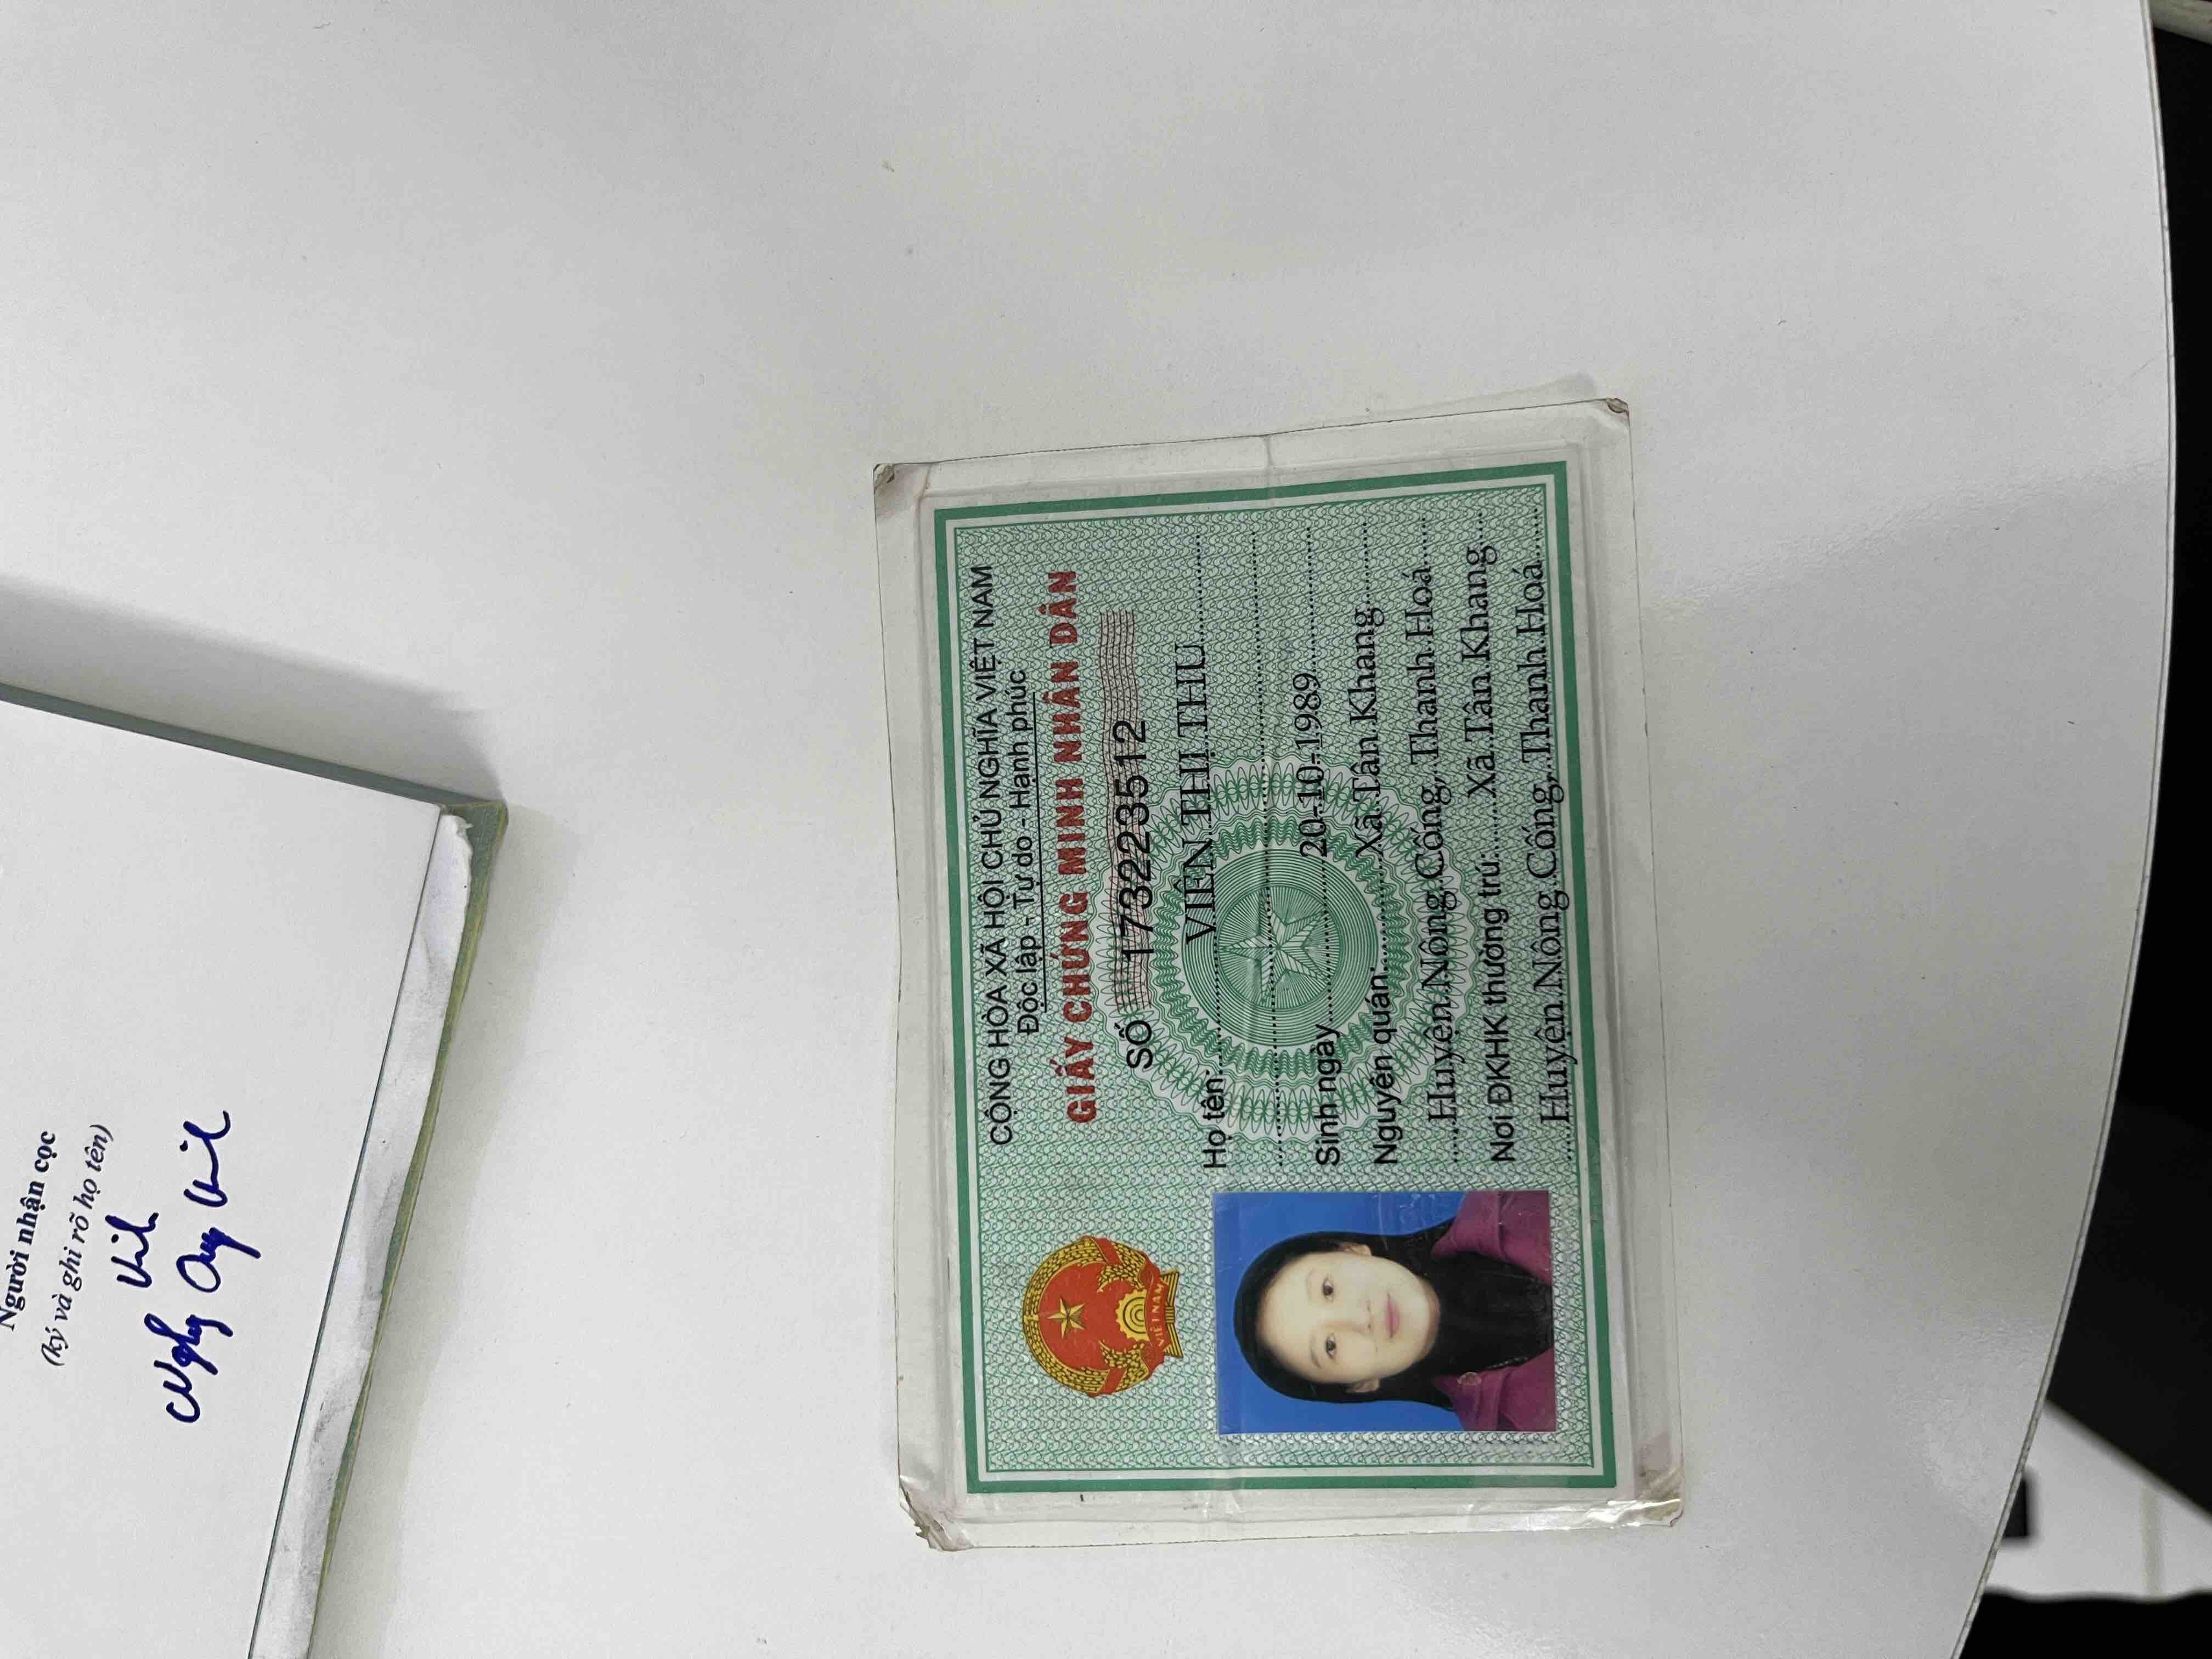 Người nhận cọc
(ký và ghi rõ họ tên)
CỘNG HÒA XÃ HỘI CHỦ NGHĨA VIỆT NAM
Độc lập - Tự do - Hạnh phúc
GIẤY CHỨNG MINH NHÂN DÂN
SỐ 173223512
Họ tên: VIÊN THỊ THU
Sinh ngày 20-10-1989
Nguyên quán: Xã Tân Khang
Huyện Nông Cống, Thanh Hoá
Nơi ĐKHK thường trú: Xã Tân Khang
Huyện Nông Cống, Thanh Hoá
VIỆT NAM